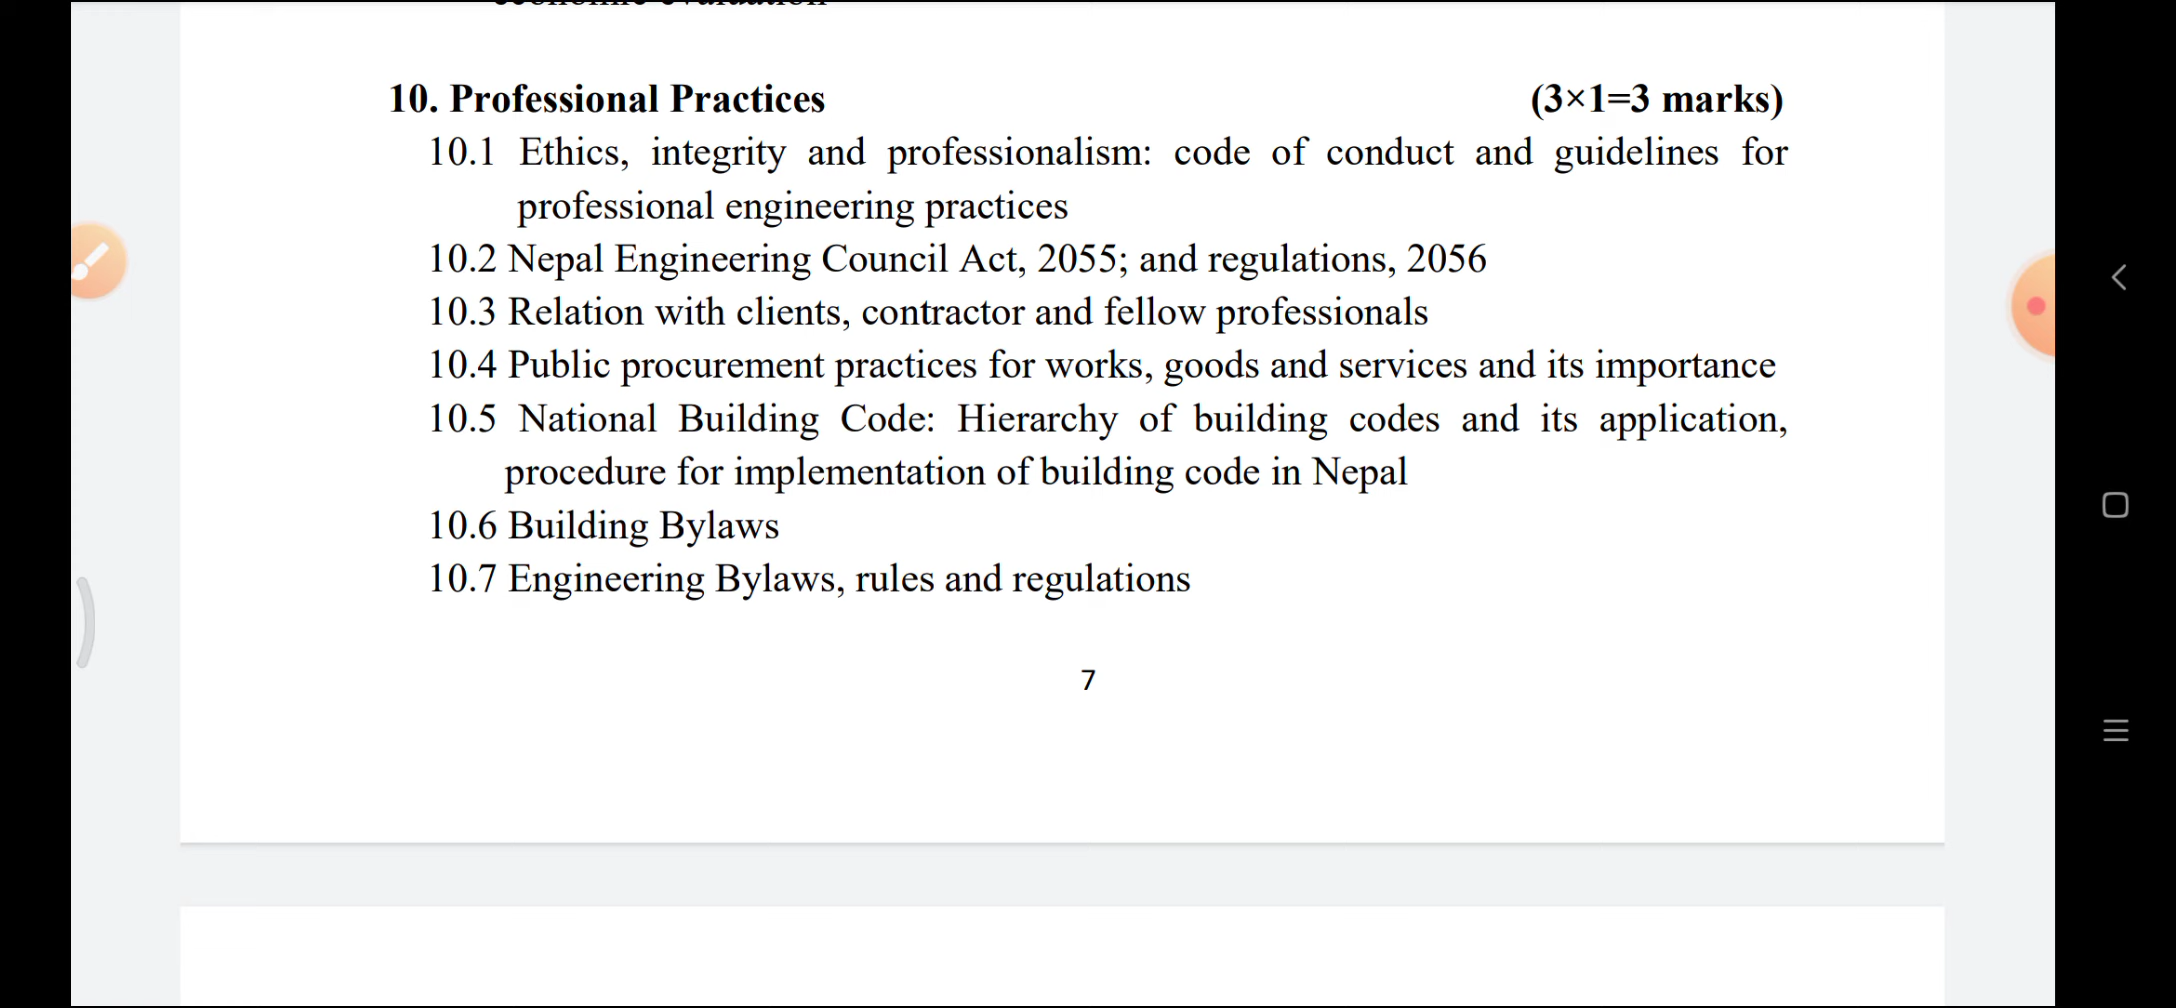 economic evaluation
10. Professional Practices (3×1=3 marks)
10.1 Ethics, integrity and professionalism: code of conduct and guidelines for
professional engineering practices
10.2 Nepal Engineering Council Act, 2055; and regulations, 2056
10.3 Relation with clients, contractor and fellow professionals
10.4 Public procurement practices for works, goods and services and its importance
10.5 National Building Code: Hierarchy of building codes and its application,
procedure for implementation of building code in Nepal
10.6 Building Bylaws
10.7 Engineering Bylaws, rules and regulations
7